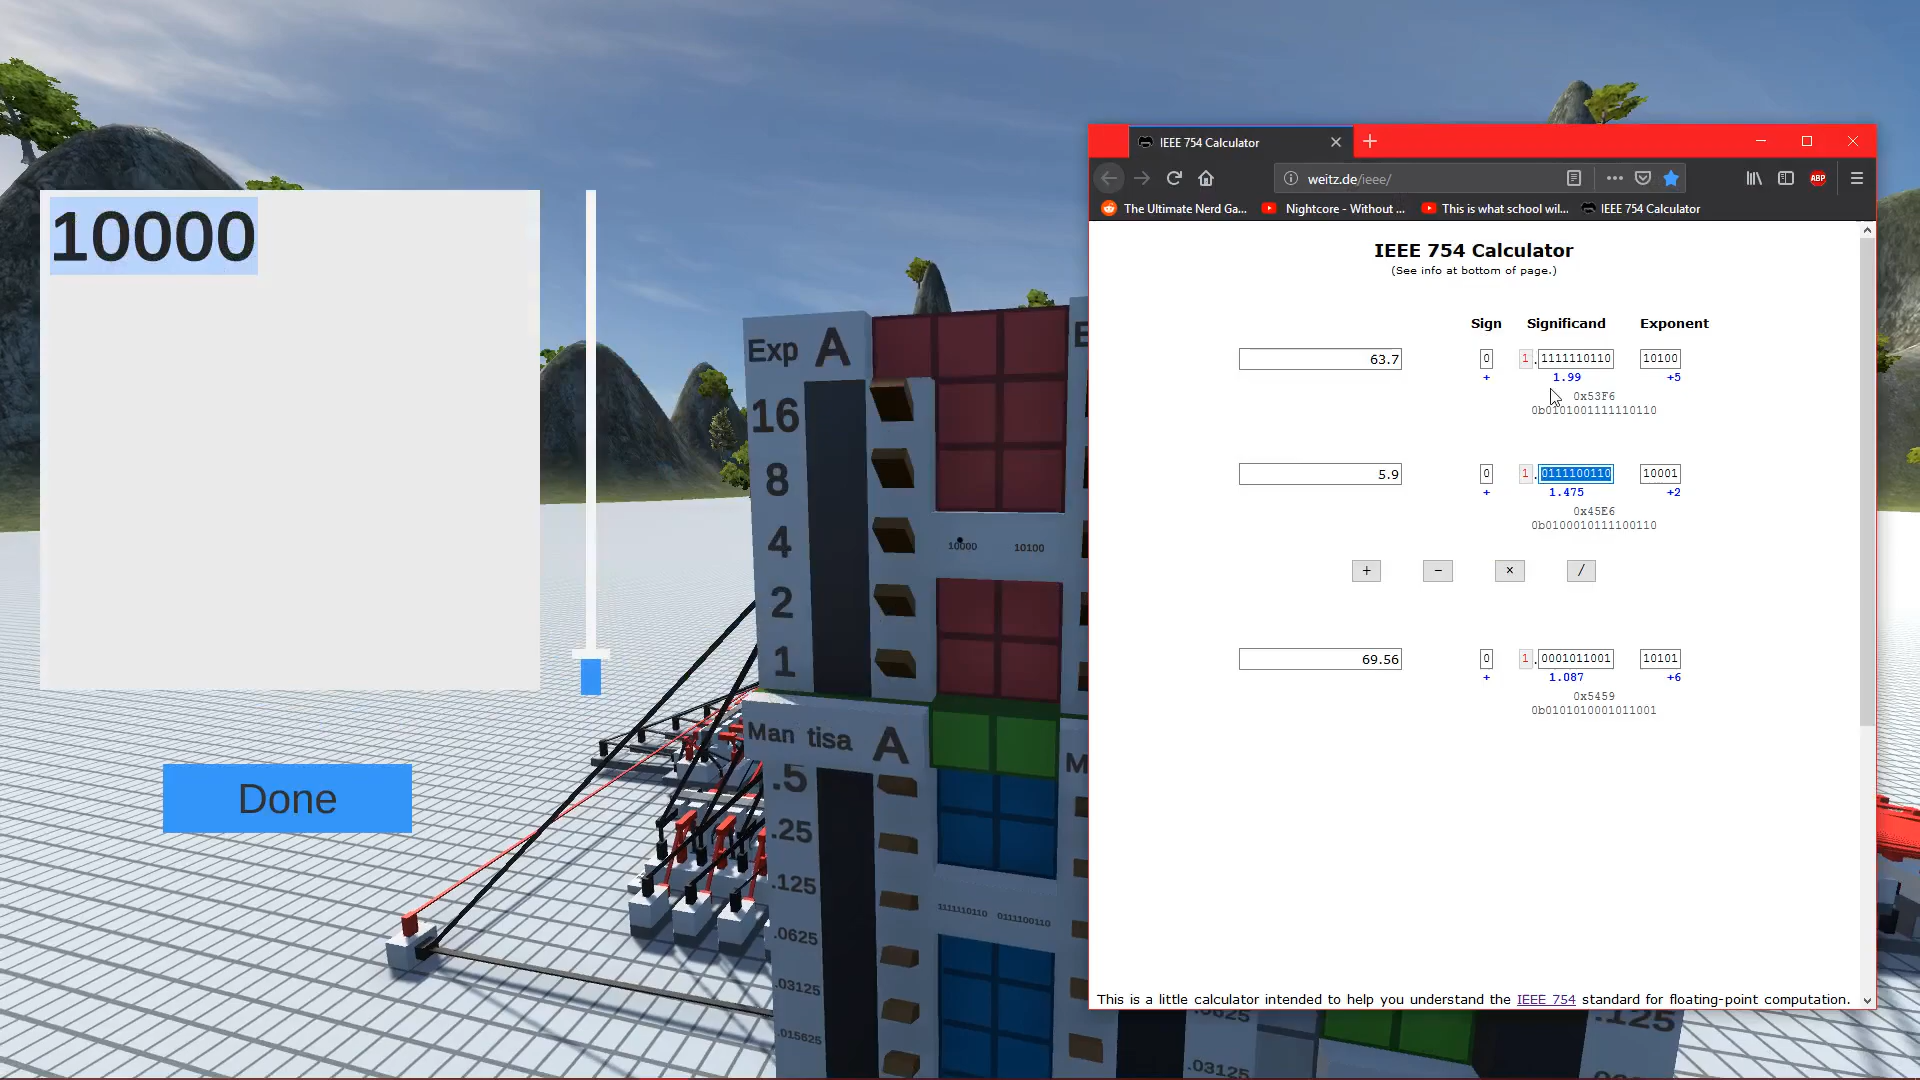 10000
Done
Exp A
16
8
4
2
1
10000 10100
Man tisa A
.5
.25
.125
.0625
.03125
.015625
1111110110 0111100110
IEEE 754 Calculator
weitz.de/ieee/
ABP
The Ultimate Nerd Ga...
Nightcore - Without ...
This is what school wil...
IEEE 754 Calculator
IEEE 754 Calculator
(See info at bottom of page.)
Sign Significand Exponent
63.7 0 1 . 1111110110 10100
+ 1.99 +5
0x53F6
0b0101001111110110
5.9 0 1 . 0111100110 10001
+ 1.475 +2
0x45E6
0b0100010111100110
+ − × /
69.56 0 1 . 0001011001 10101
+ 1.087 +6
0x5459
0b0101010001011001
This is a little calculator intended to help you understand the IEEE 754 standard for floating-point computation.
.03125
.125